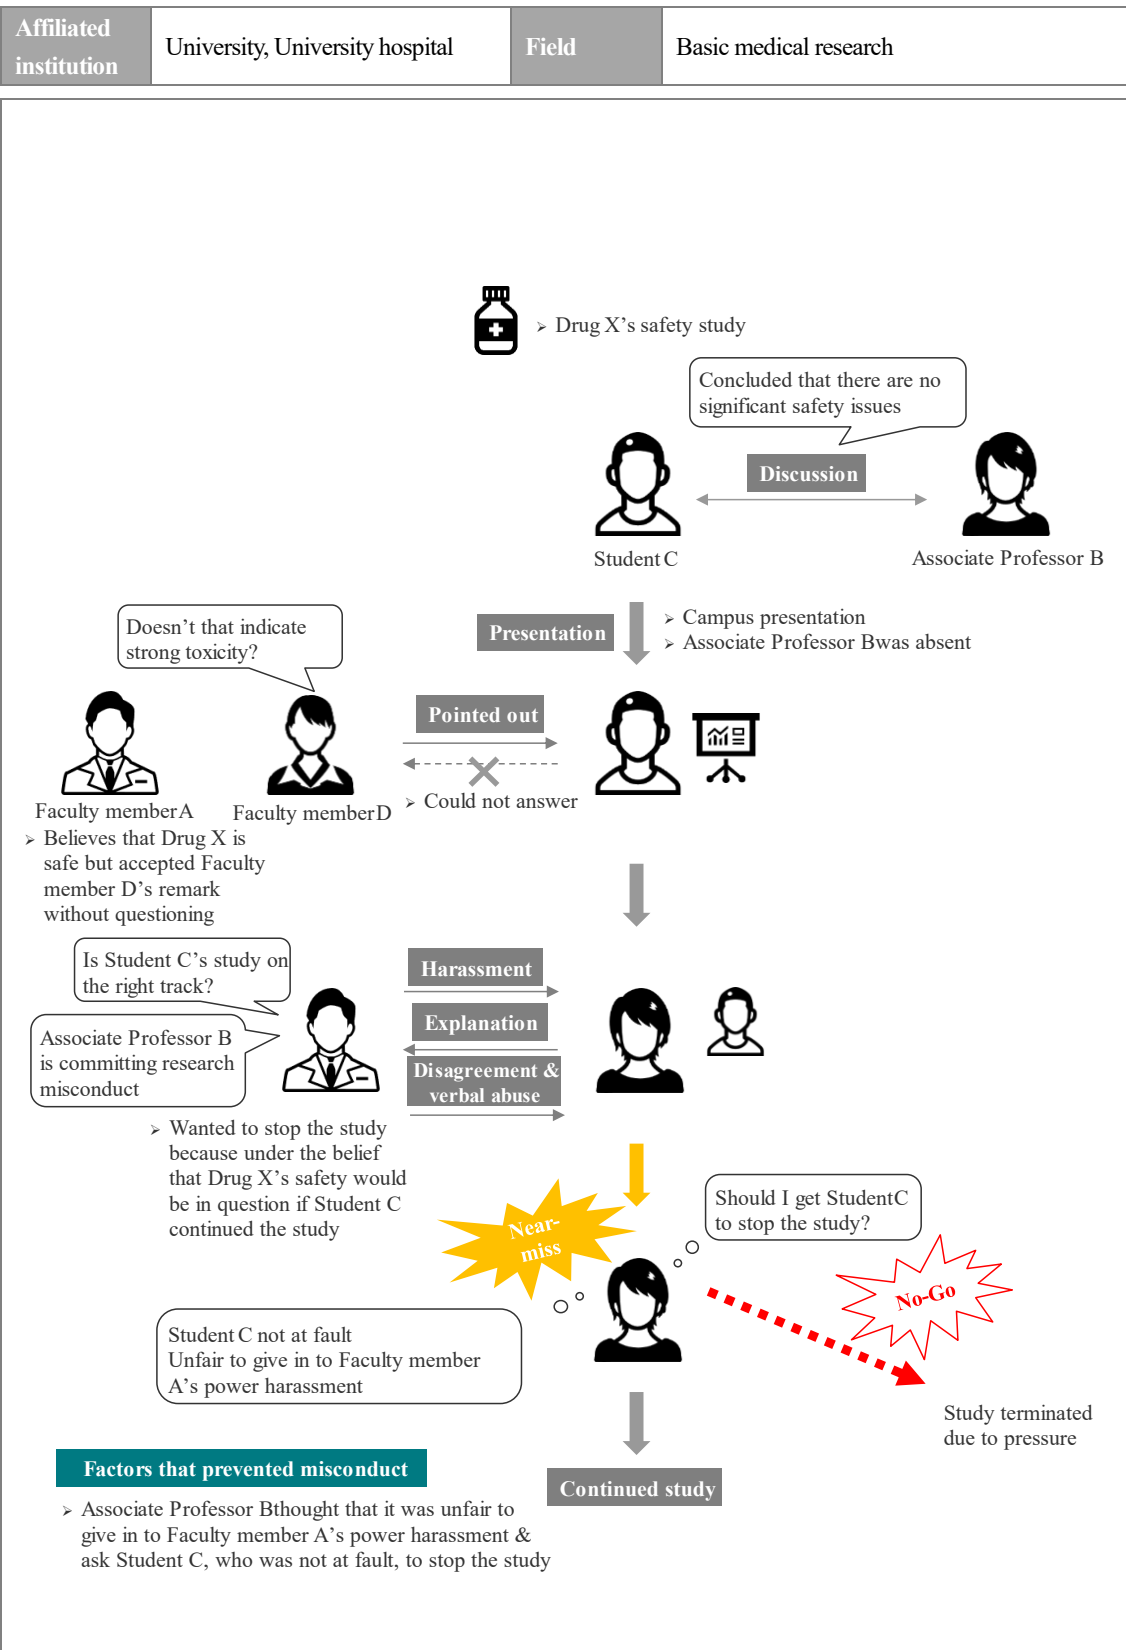 Affiliated
institution
University, University hospital
Field
Basic medical research
➢ Drug X’s safety study
Concluded that there are no
significant safety issues
Discussion
Student C
Associate Professor B
Presentation
➢ Campus presentation
➢ Associate Professor Bwas absent
Doesn’t that indicate
strong toxicity?
Pointed out
➢ Could not answer
Faculty member A
Faculty member D
➢ Believes that Drug X is
safe but accepted Faculty
member D’s remark
without questioning
Is Student C’s study on
the right track?
Associate Professor B
is committing research
misconduct
Harassment
Explanation
Disagreement &
verbal abuse
➢ Wanted to stop the study
because under the belief
that Drug X’s safety would
be in question if Student C
continued the study
Near-
miss
Should I get Student C
to stop the study?
No-Go
Student C not at fault
Unfair to give in to Faculty member
A’s power harassment
Study terminated
due to pressure
Factors that prevented misconduct
Continued study
➢ Associate Professor Bthought that it was unfair to
give in to Faculty member A’s power harassment &
ask Student C, who was not at fault, to stop the study